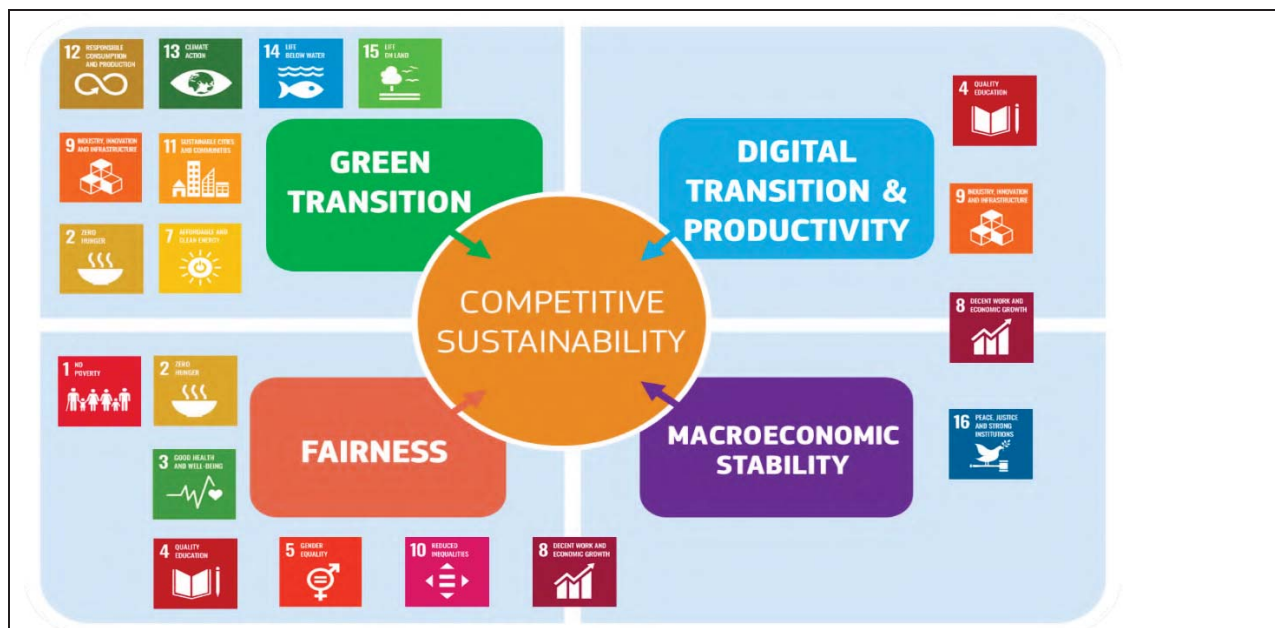 12 RESPONSIBLE
CONSUMPTION
AND PRODUCTION
13 CLIMATE
ACTION
14 LIFE
BELOW WATER
15 LIFE
ON LAND
9 INDUSTRY, INNOVATION
AND INFRASTRUCTURE
11 SUSTAINABLE CITIES
AND COMMUNITIES
2 ZERO
HUNGER
7 AFFORDABLE AND
CLEAN ENERGY
GREEN
TRANSITION
DIGITAL
TRANSITION &
PRODUCTIVITY
4 QUALITY
EDUCATION
9 INDUSTRY, INNOVATION
AND INFRASTRUCTURE
8 DECENT WORK AND
ECONOMIC GROWTH
COMPETITIVE
SUSTAINABILITY
1 NO
POVERTY
2 ZERO
HUNGER
3 GOOD HEALTH
AND WELL-BEING
FAIRNESS
4 QUALITY
EDUCATION
5 GENDER
EQUALITY
10 REDUCED
INEQUALITIES
8 DECENT WORK AND
ECONOMIC GROWTH
MACROECONOMIC
STABILITY
16 PEACE, JUSTICE
AND STRONG
INSTITUTIONS